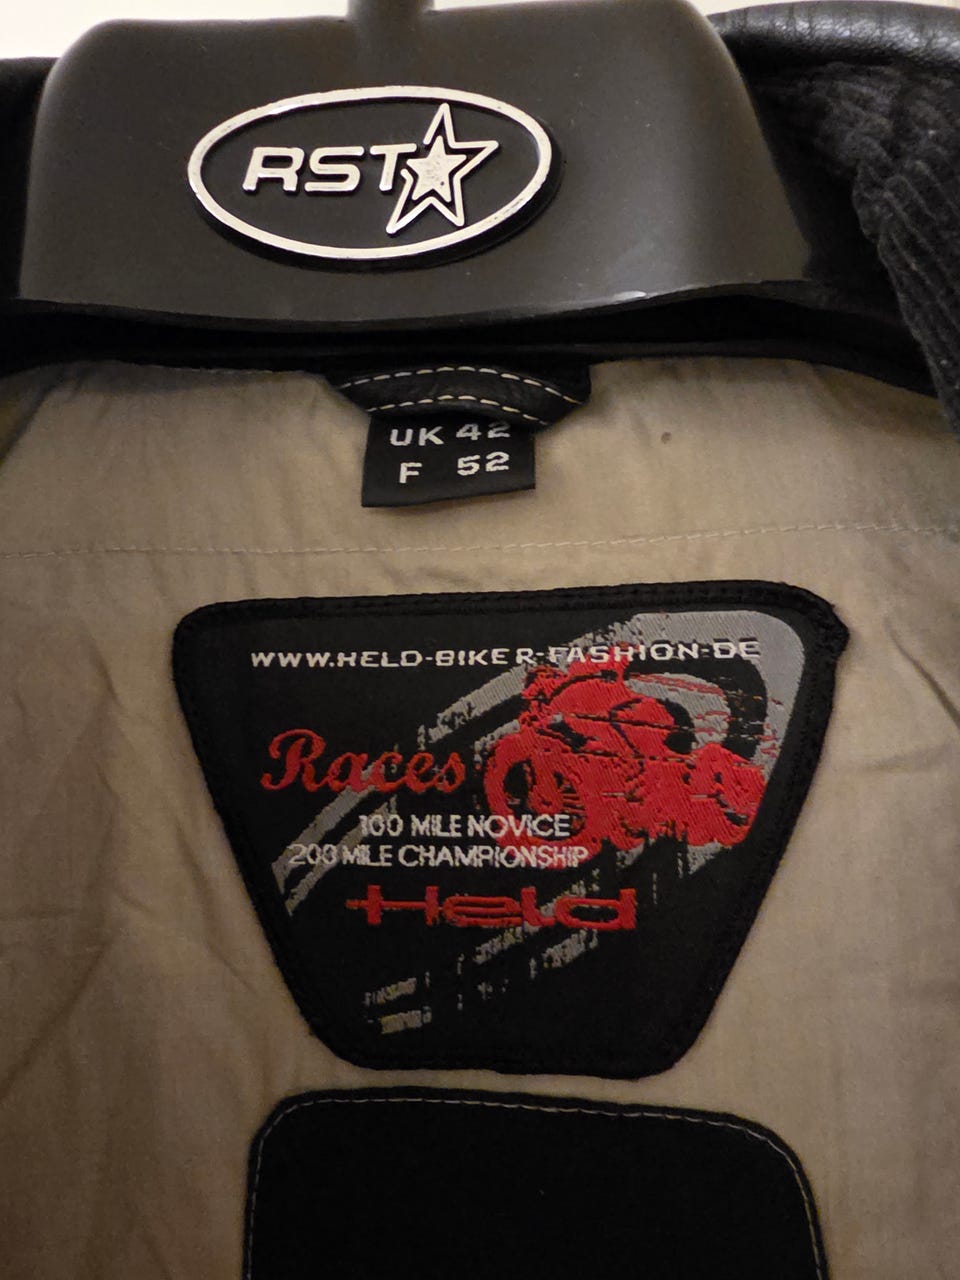 RST
UK 42
F 52
WWW.HELD-BIKER-FASHION.DE
Races
100 MILE NOVICE
200 MILE CHAMPIONSHIP
Held